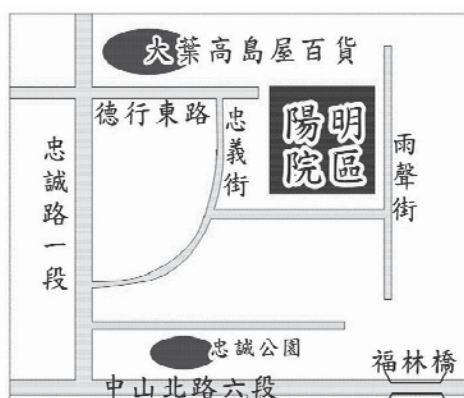 大葉高島屋百貨
德行東路
忠義街
陽明
院區
雨聲街
忠誠路一段
忠誠公園
福林橋
中山北路六段